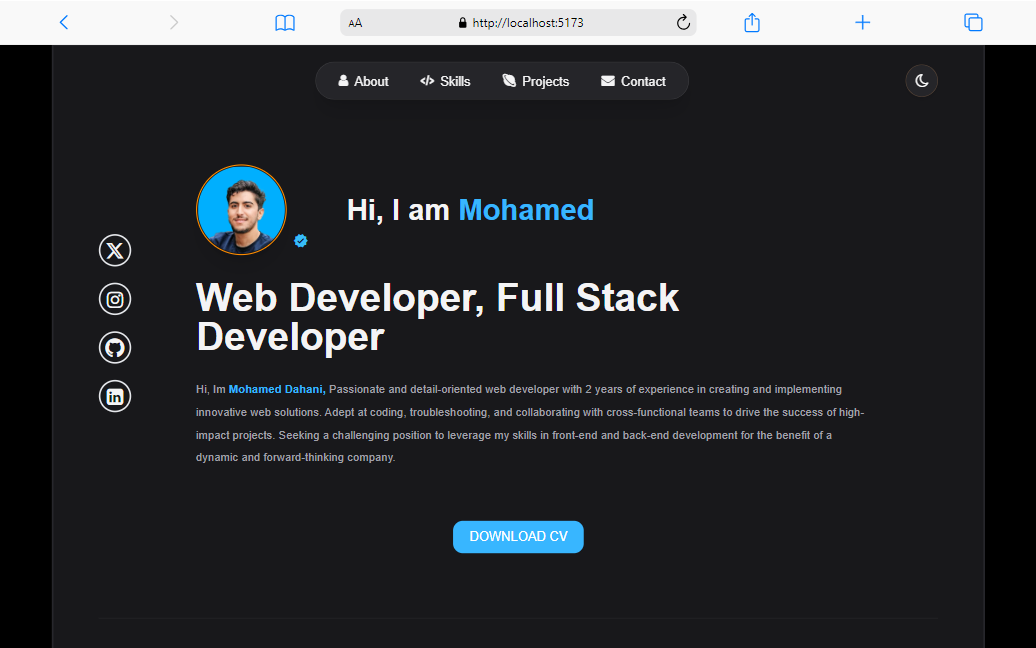 AA
http://localhost:5173
About
Skills
Projects
Contact
Hi, I am Mohamed
Web Developer, Full Stack
Developer
Hi, Im Mohamed Dahani, Passionate and detail-oriented web developer with 2 years of experience in creating and implementing
innovative web solutions. Adept at coding, troubleshooting, and collaborating with cross-functional teams to drive the success of high-
impact projects. Seeking a challenging position to leverage my skills in front-end and back-end development for the benefit of a
dynamic and forward-thinking company.
DOWNLOAD CV